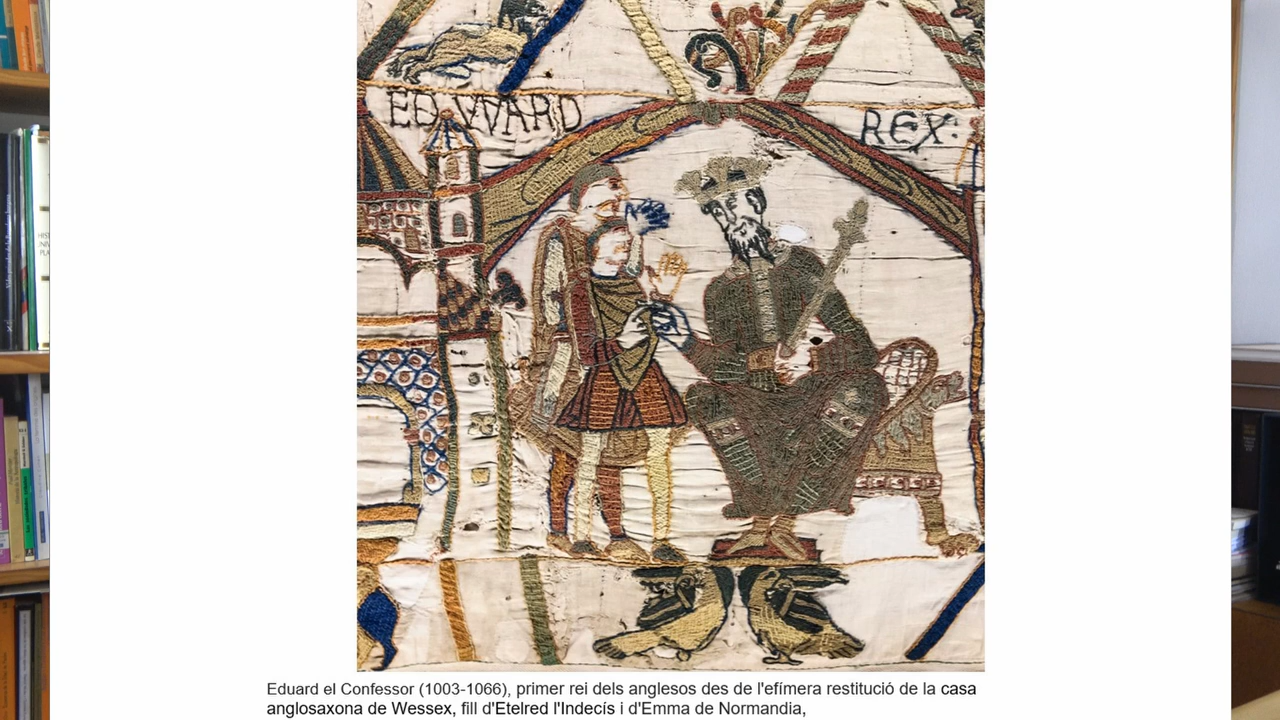 EDVVARD REX:
Eduard el Confessor (1003-1066), primer rei dels anglesos des de l'efímera restitució de la casa
anglosaxona de Wessex, fill d'Etelred l'Indecís i d'Emma de Normandia,